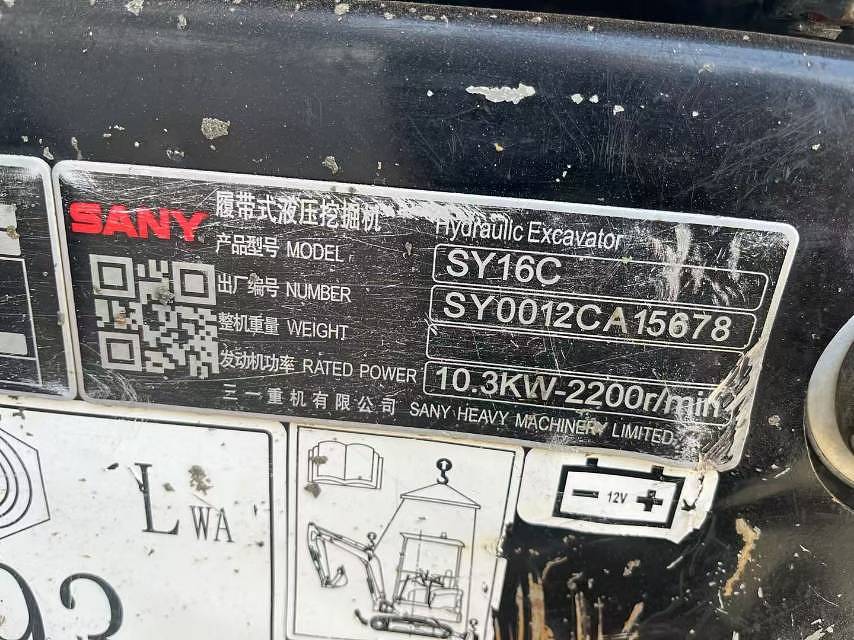 SANY
履带式液压挖掘机 Hydraulic Excavator
产品型号 MODEL SY16C
出厂编号 NUMBER SY0012CA15678
整机重量 WEIGHT
发动机功率 RATED POWER 10.3KW-2200r/min
三一重机有限公司 SANY HEAVY MACHINERY LIMITED
LWA
93
12V